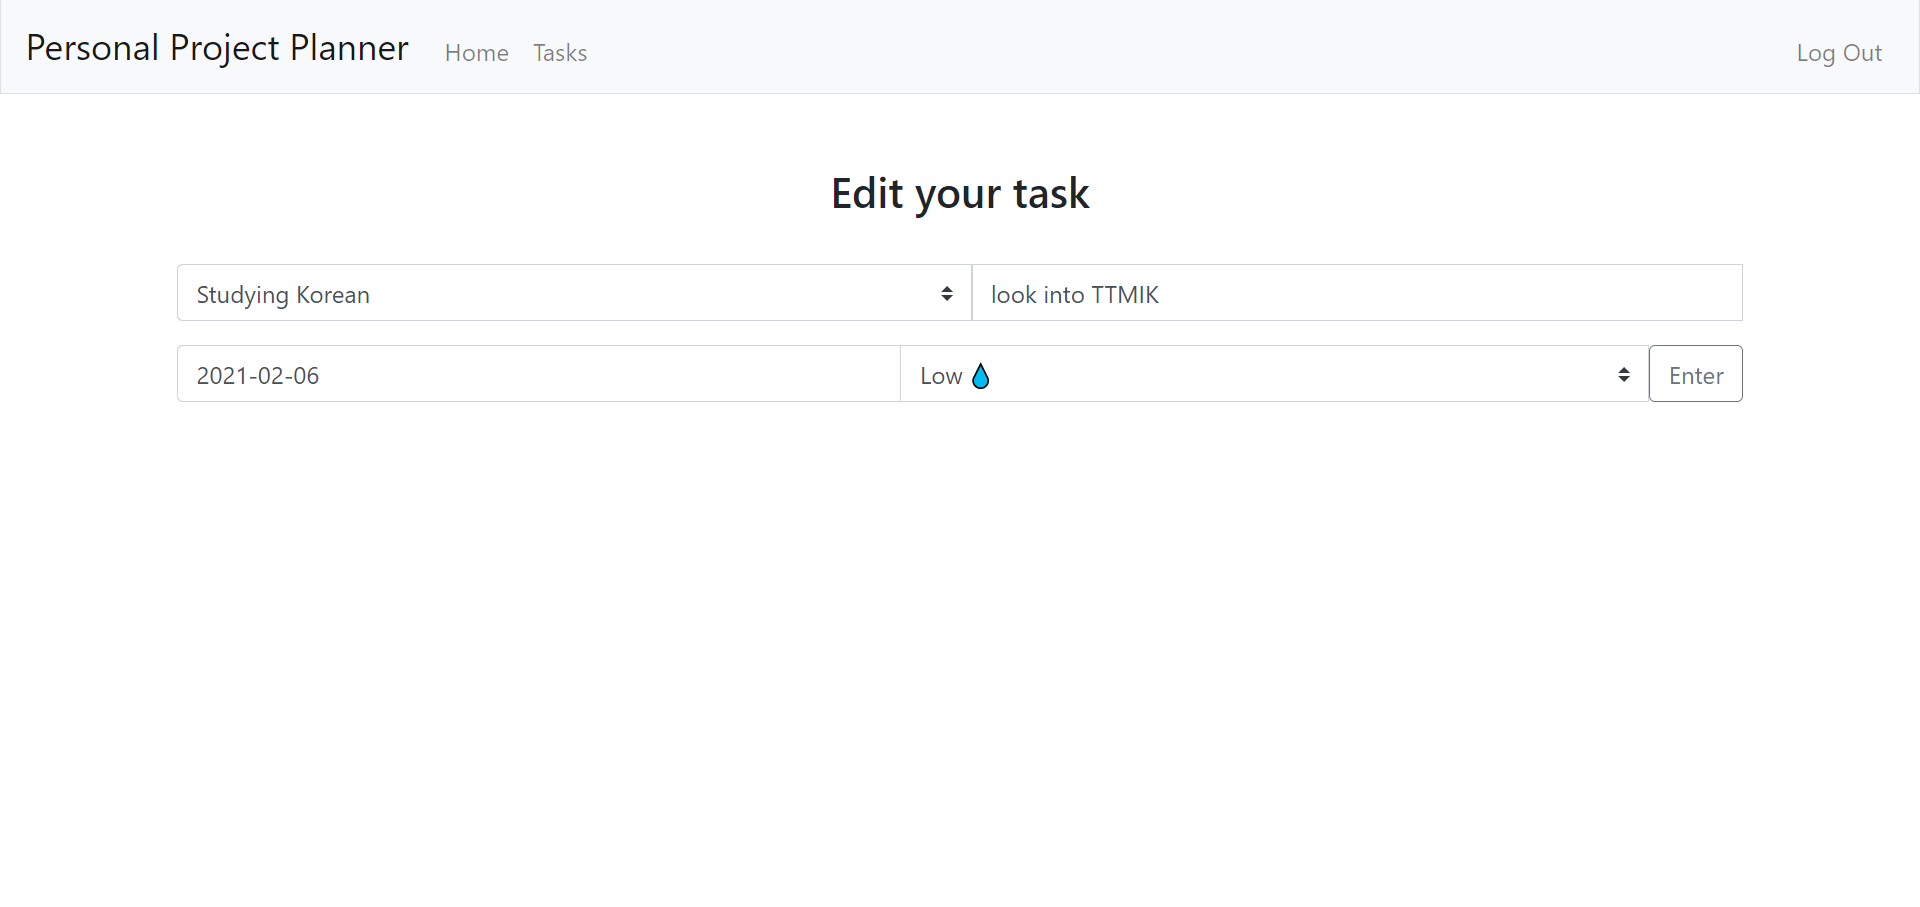 Personal Project Planner Home Tasks Log Out
Edit your task
Studying Korean look into TTMIK
2021-02-06 Low 💧 Enter